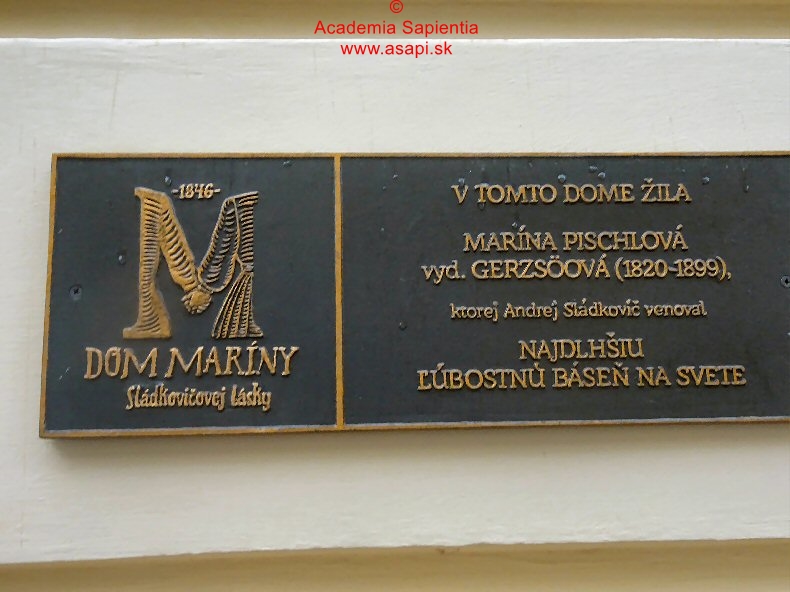 ©
Academia Sapientia
www.asapi.sk
-1846-
M
DOM MARÍNY
Sládkovičovej lásky
V TOMTO DOME ŽILA
MARÍNA PISCHLOVÁ
vyd. GERZSÖOVÁ (1820-1899),
ktorej Andrej Sládkovič venoval
NAJDLHŠIU
ĽÚBOSTNÚ BÁSEŇ NA SVETE